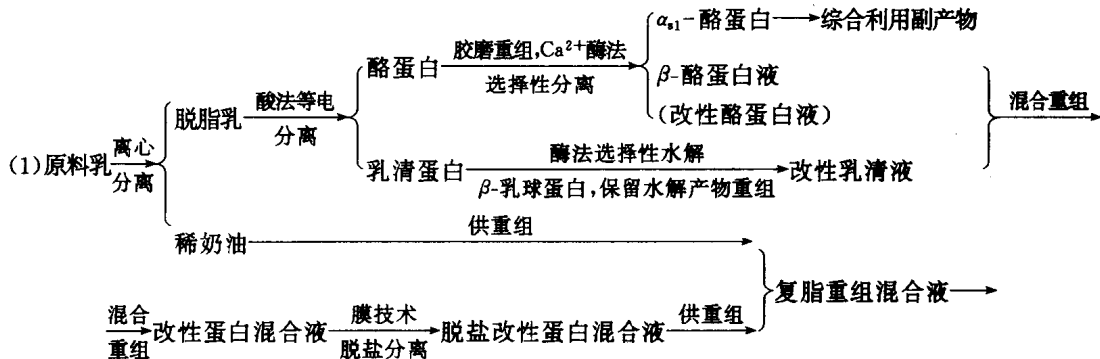 α_{s1}-酪蛋白→综合利用副产物
酪蛋白 胶磨重组,Ca²⁺酶法
选择性分离
β-酪蛋白液
(改性酪蛋白液)
混合重组
脱脂乳 酸法等电
分离
(1)原料乳 离心
分离
乳清蛋白 酶法选择性水解
β-乳球蛋白,保留水解产物重组
改性乳清液
稀奶油 供重组
复脂重组混合液
混合
重组
改性蛋白混合液 膜技术
脱盐分离
脱盐改性蛋白混合液 供重组